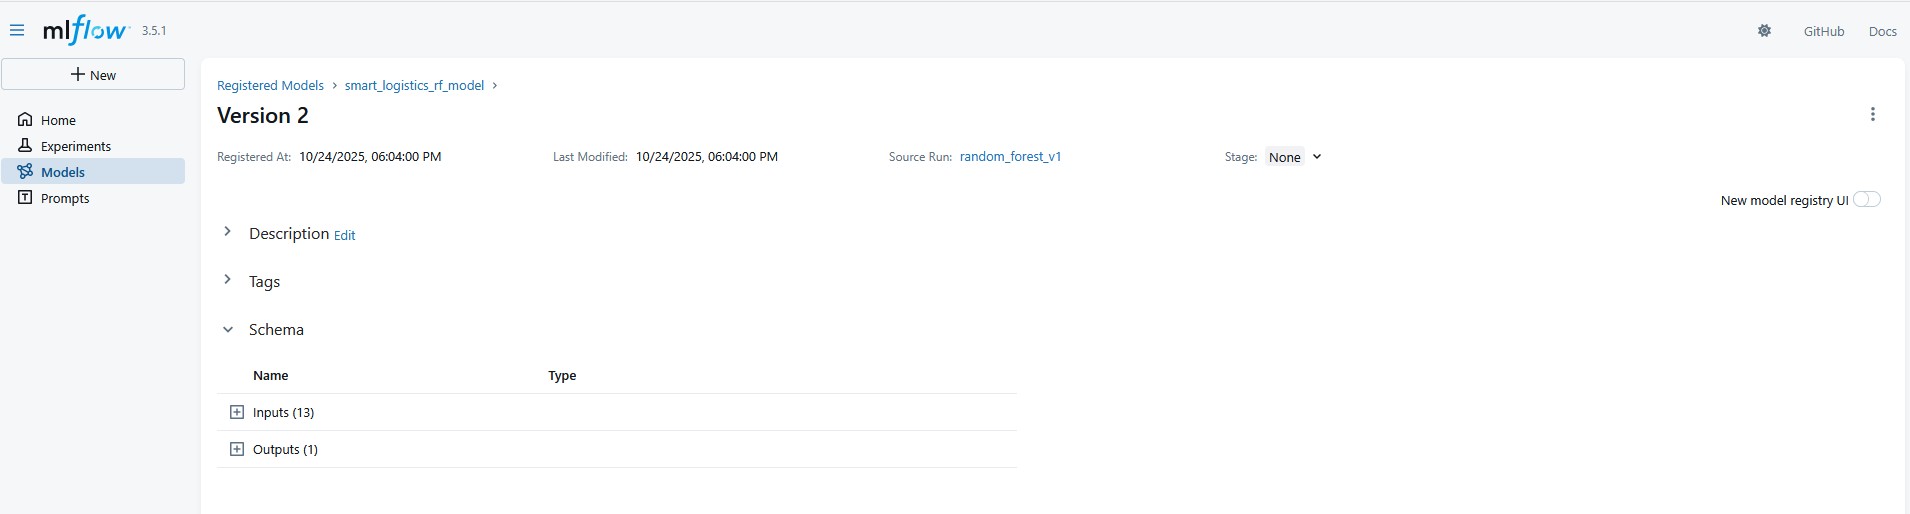 mlflow 3.5.1 GitHub Docs
New
Home
Experiments
Models
Prompts
Registered Models > smart_logistics_rf_model >
Version 2
Registered At: 10/24/2025, 06:04:00 PM Last Modified: 10/24/2025, 06:04:00 PM Source Run: random_forest_v1 Stage: None
New model registry UI
Description Edit
Tags
Schema
Name Type
Inputs (13)
Outputs (1)